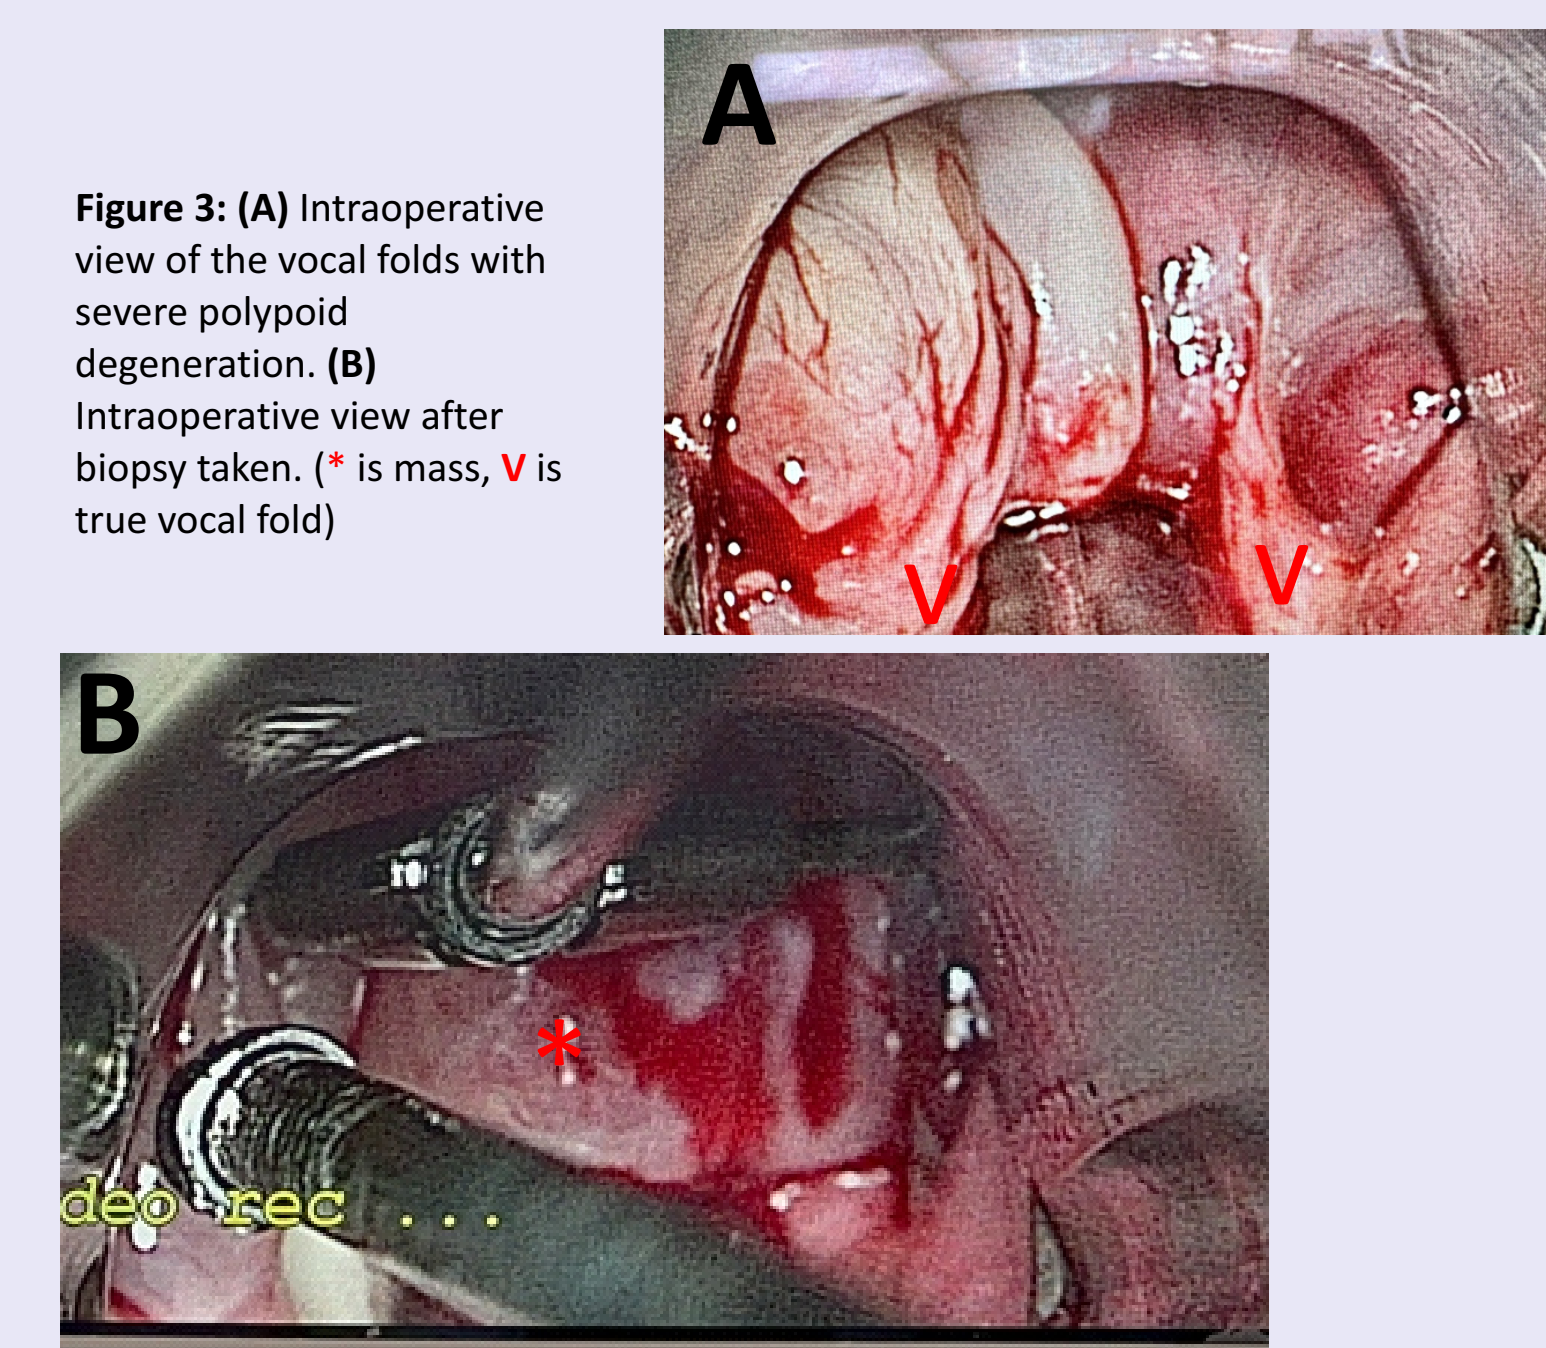 Figure 3: (A) Intraoperative
view of the vocal folds with
severe polypoid
degeneration. (B)
Intraoperative view after
biopsy taken. (* is mass, V is
true vocal fold)
A
V V
B
*
deo rec ...